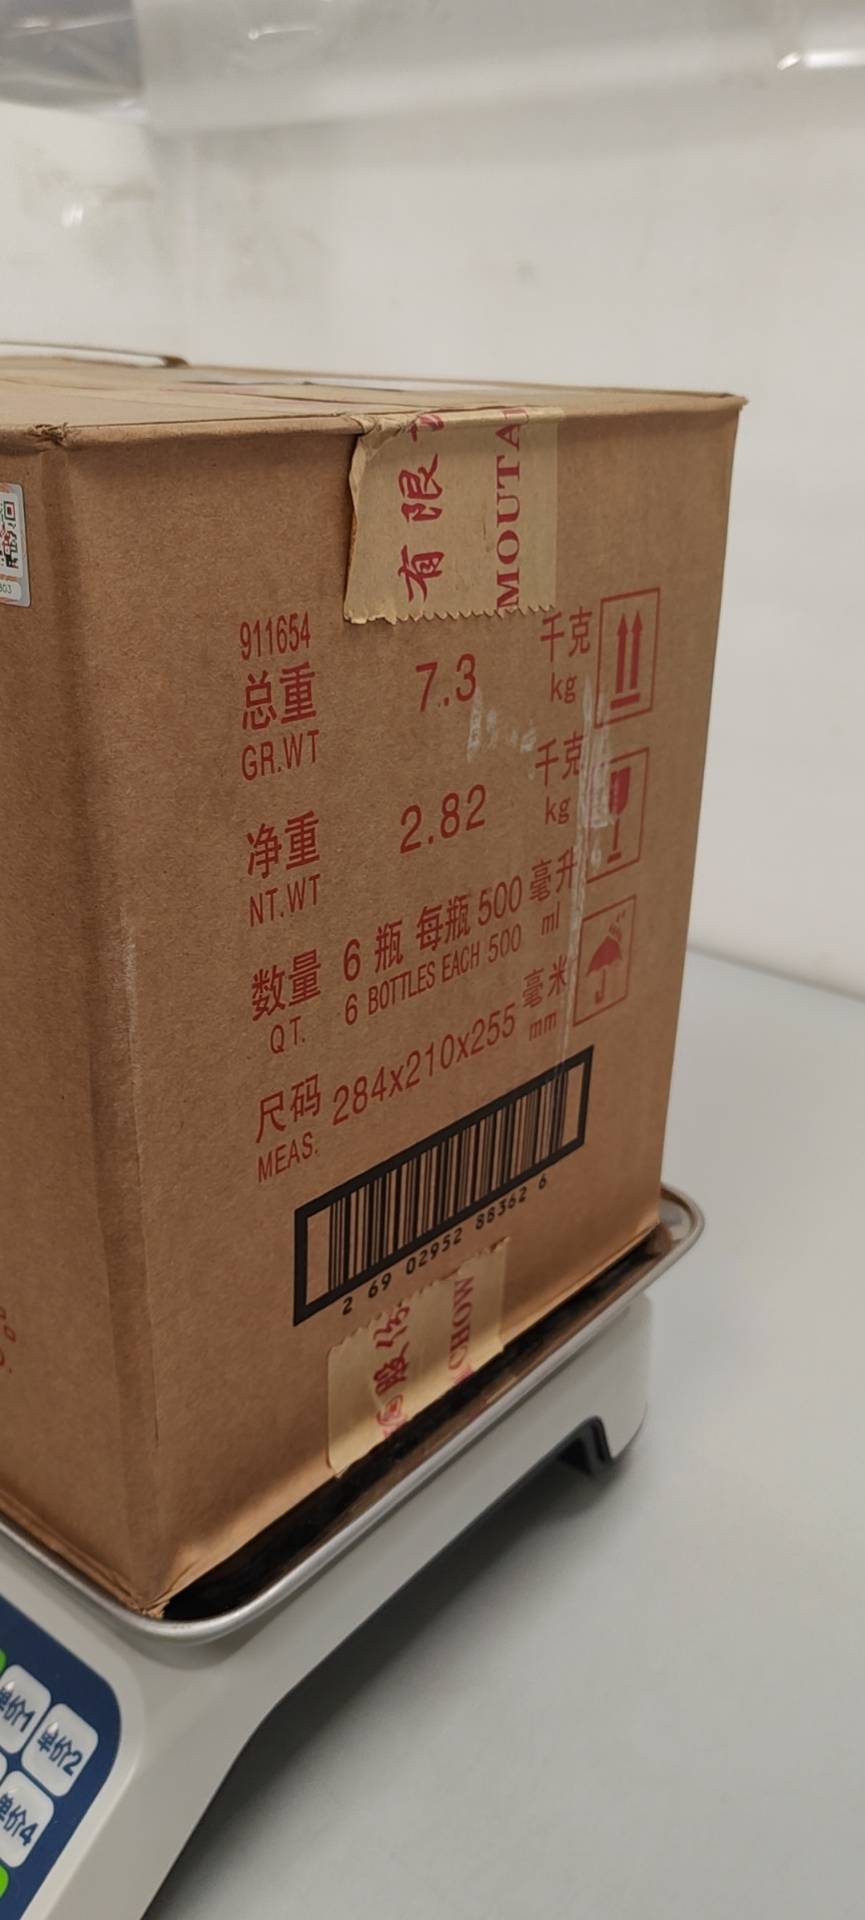 有限
MOUTA
911654
总重 7.3 千克
GR.WT kg
净重 2.82 千克
NT.WT kg
数量 6 瓶 每瓶 500 毫升
QT. 6 BOTTLES EACH 500 ml
尺码 284x210x255 毫米
MEAS. mm
2 69 02952 88362 6
股份
CHOW
303
单价1
单价2
单价4